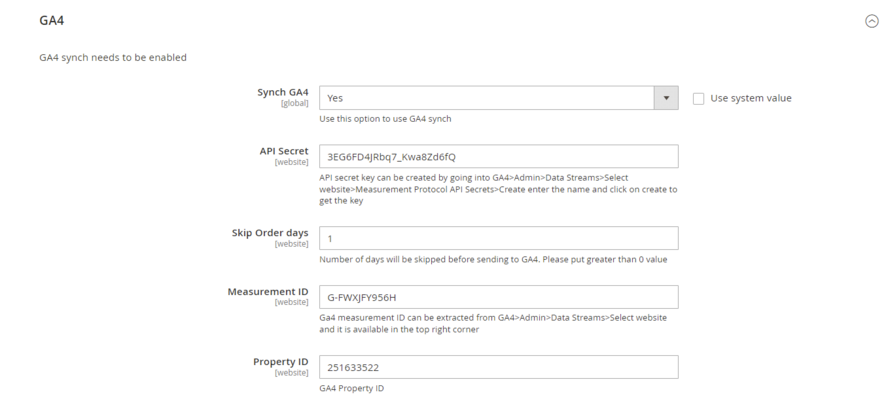 GA4
GA4 synch needs to be enabled
Synch GA4
[global]
Yes
Use system value
Use this option to use GA4 synch
API Secret
[website]
3EG6FD4JRbq7_Kwa8Zd6fQ
API secret key can be created by going into GA4>Admin>Data Streams>Select
website>Measurement Protocol API Secrets>Create enter the name and click on create to
get the key
Skip Order days
[website]
1
Number of days will be skipped before sending to GA4. Please put greater than 0 value
Measurement ID
[website]
G-FWXJFY956H
Ga4 measurement ID can be extracted from GA4>Admin>Data Streams>Select website
and it is available in the top right corner
Property ID
[website]
251633522
GA4 Property ID